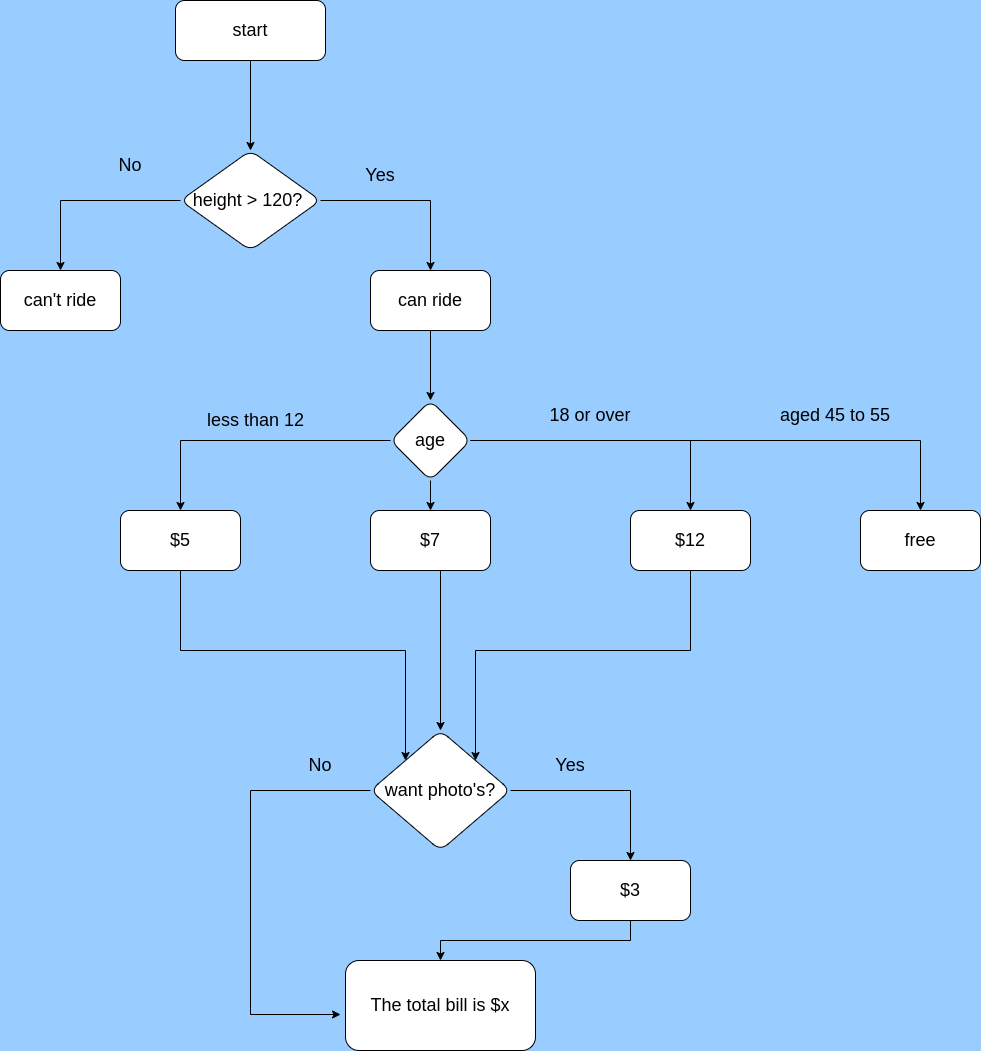 start
No
Yes
height > 120?
can't ride
can ride
less than 12
18 or over
aged 45 to 55
age
$5
$7
$12
free
No
Yes
want photo's?
$3
The total bill is $x